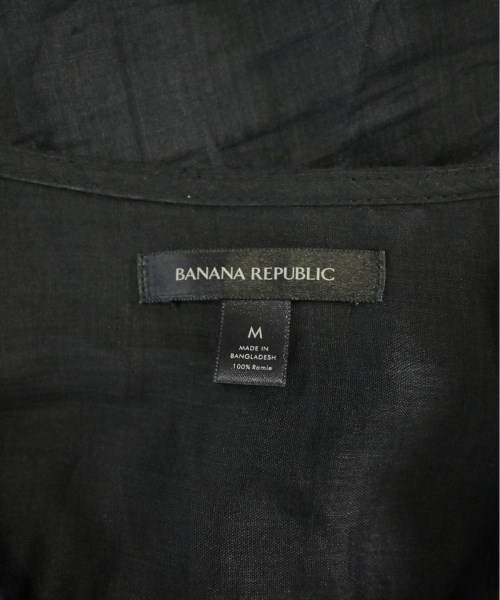 BANANA REPUBLIC
M
MADE IN
BANGLADESH
100% Ramie